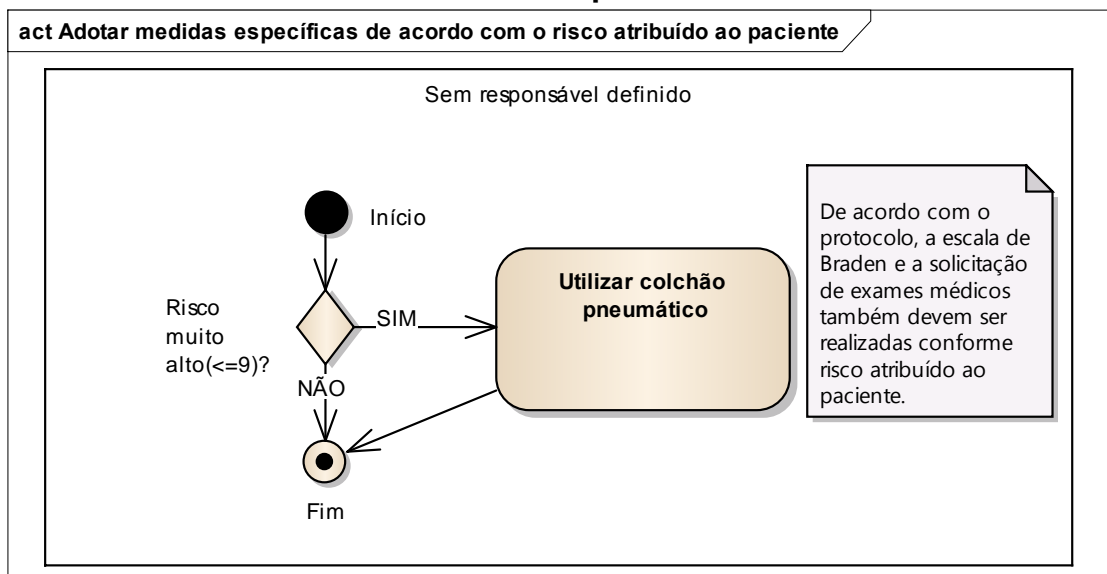 act Adotar medidas específicas de acordo com o risco atribuído ao paciente
Sem responsável definido
Início
Risco
muito
alto(<=9)?
SIM
NÃO
Utilizar colchão
pneumático
De acordo com o
protocolo, a escala de
Braden e a solicitação
de exames médicos
também devem ser
realizadas conforme
risco atribuído ao
paciente.
Fim